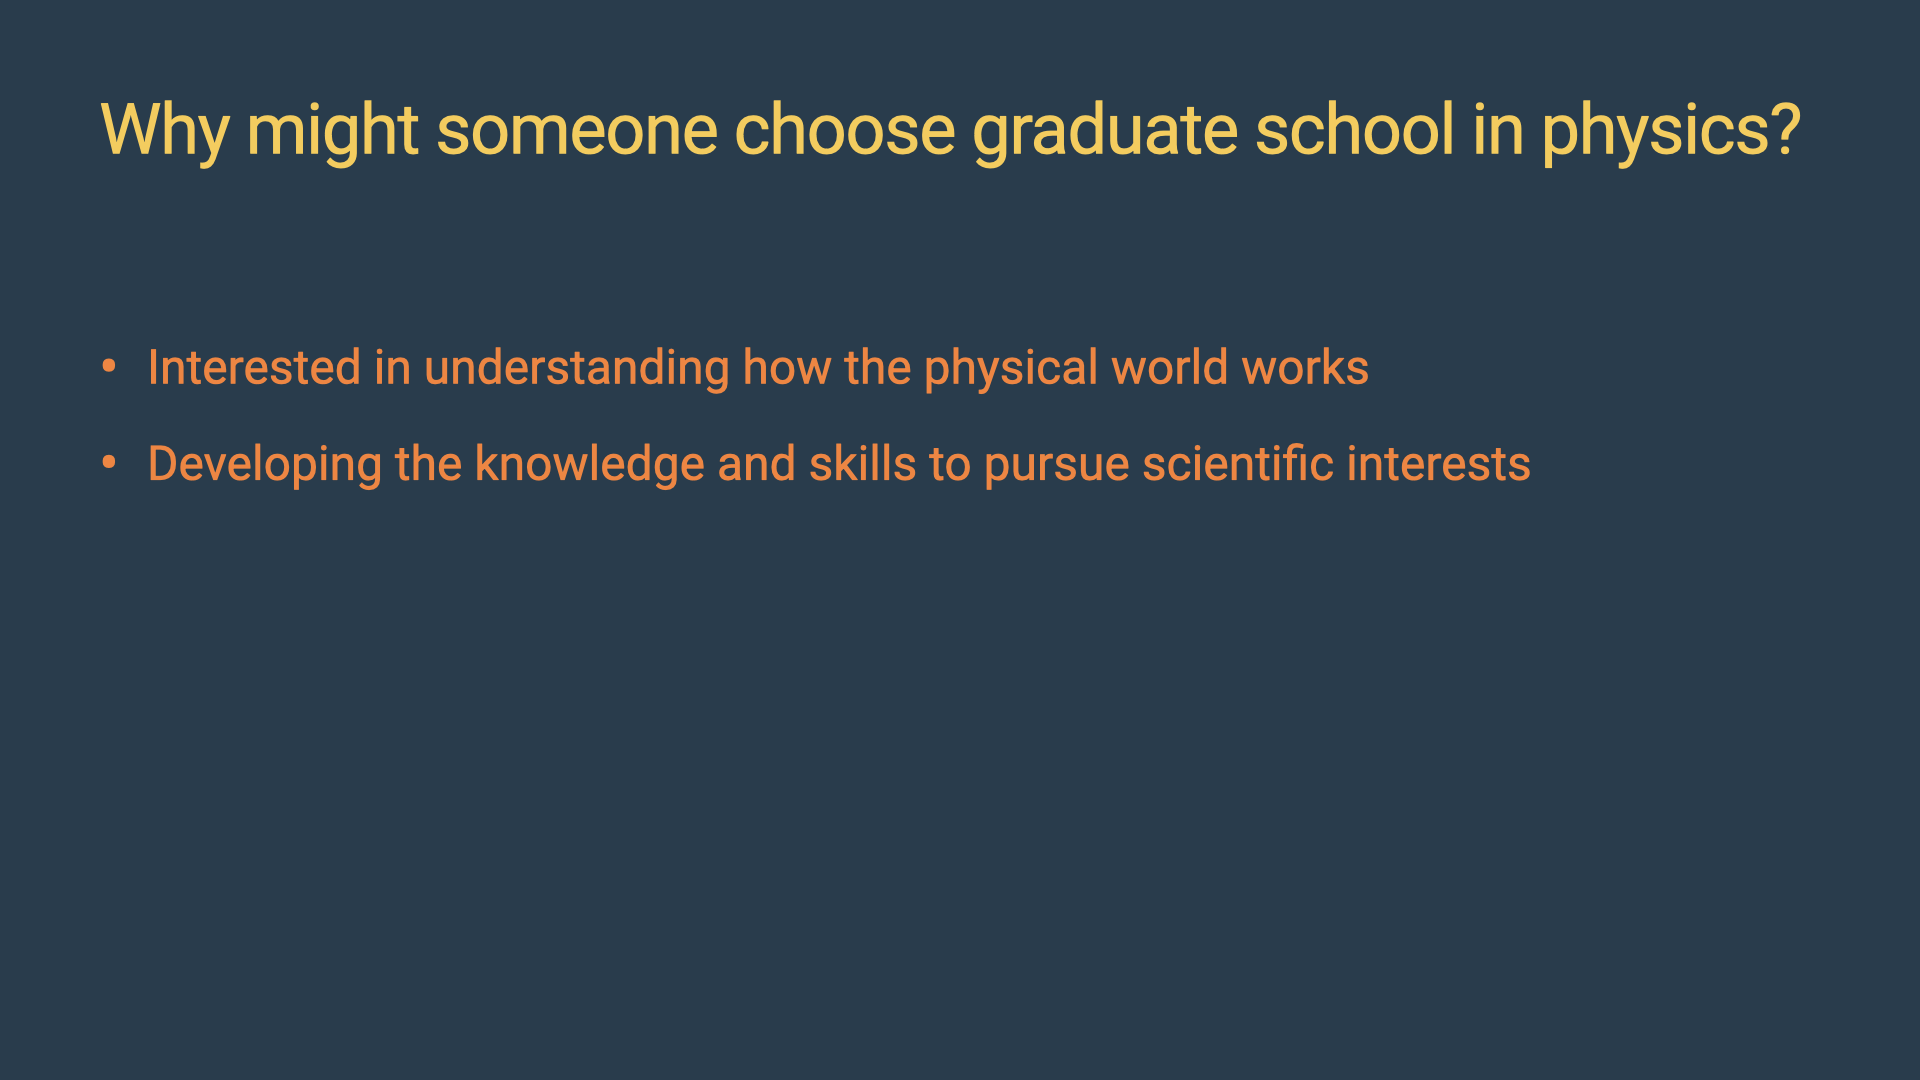 Why might someone choose graduate school in physics?
• Interested in understanding how the physical world works
• Developing the knowledge and skills to pursue scientific interests